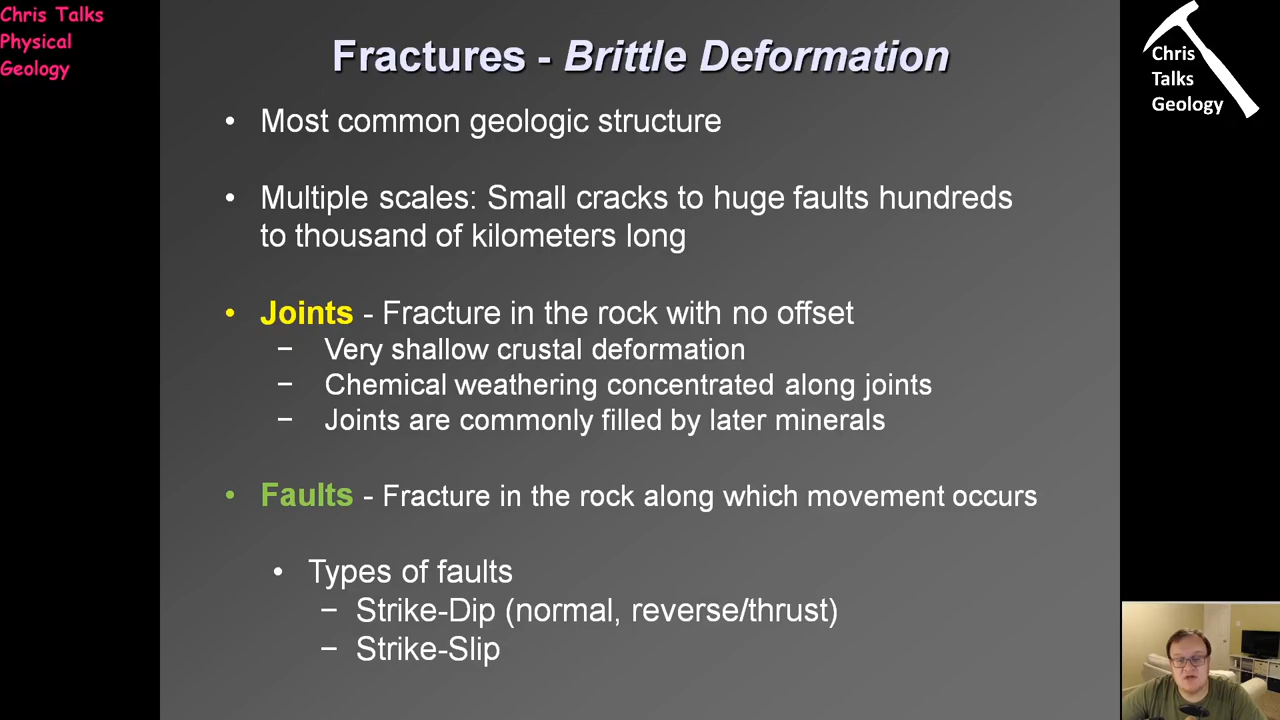 Chris Talks
Physical
Geology
Fractures - Brittle Deformation
Chris
Talks
Geology
• Most common geologic structure
• Multiple scales: Small cracks to huge faults hundreds
to thousand of kilometers long
• Joints - Fracture in the rock with no offset
− Very shallow crustal deformation
− Chemical weathering concentrated along joints
− Joints are commonly filled by later minerals
• Faults - Fracture in the rock along which movement occurs
• Types of faults
− Strike-Dip (normal, reverse/thrust)
− Strike-Slip